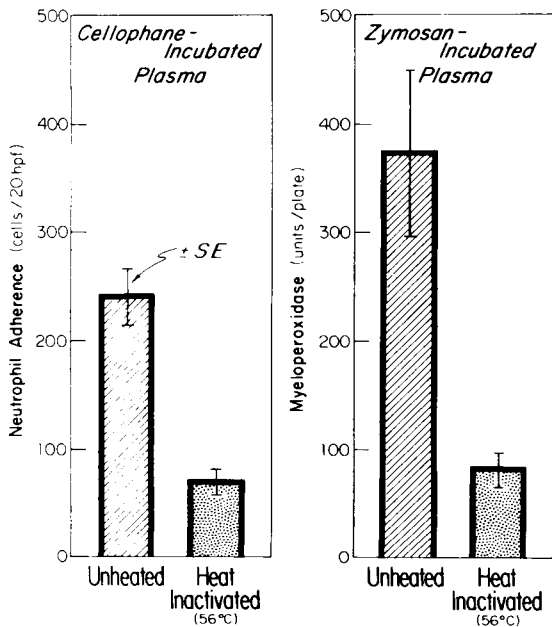 Cellophane-
Incubated
Plasma
Neutrophil Adherence (cells/20 hpf)
500
400
300
200
100
0
± SE
Unheated
Heat
Inactivated
(56°C)
Zymosan-
Incubated
Plasma
Myeloperoxidase (units/plate)
500
400
300
200
100
0
Unheated
Heat
Inactivated
(56°C)